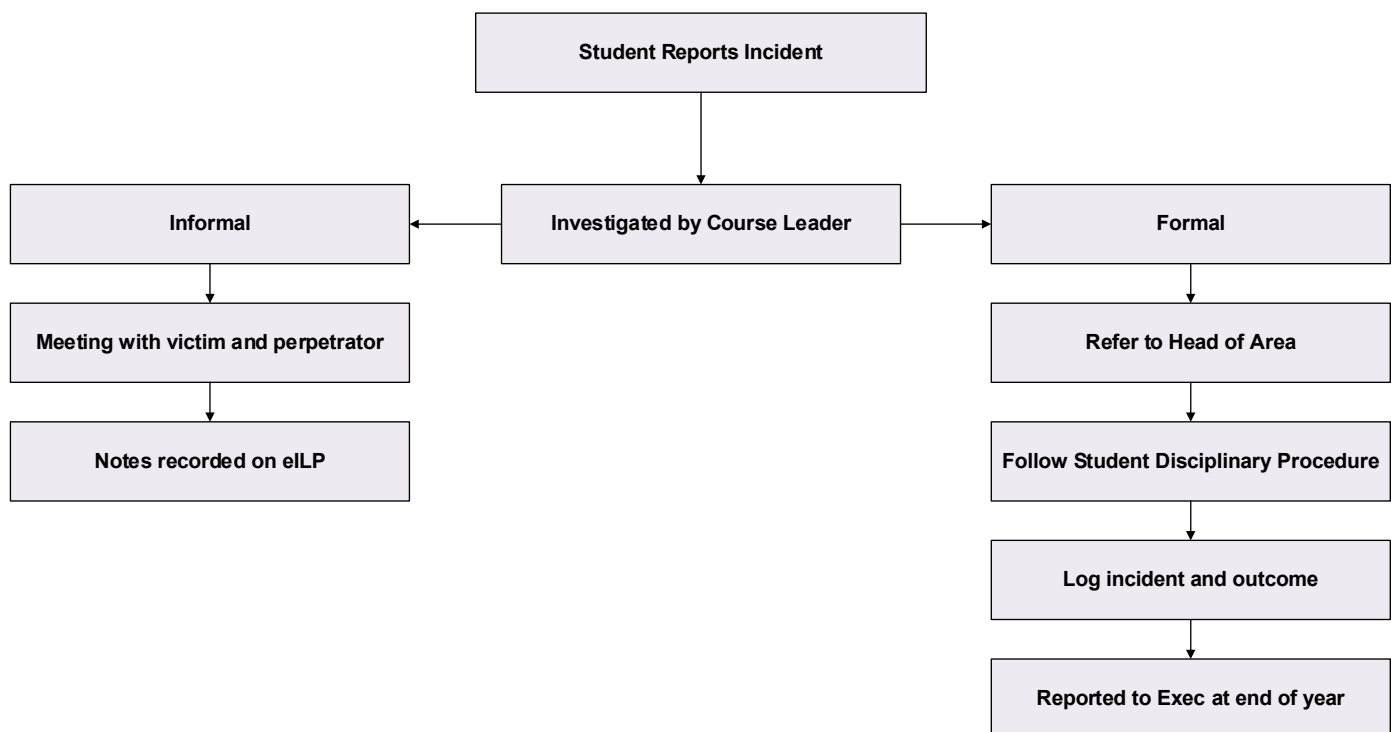 Student Reports Incident
Informal
Investigated by Course Leader
Formal
Meeting with victim and perpetrator
Refer to Head of Area
Notes recorded on eILP
Follow Student Disciplinary Procedure
Log incident and outcome
Reported to Exec at end of year